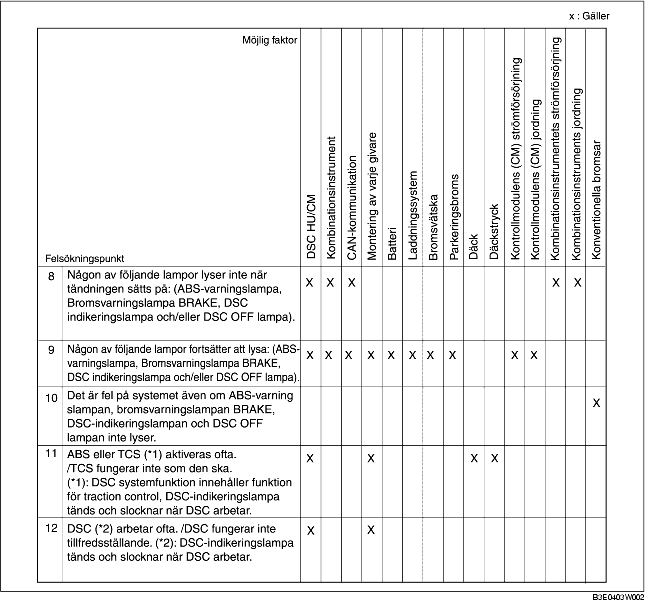 x : Gäller
Möjlig faktor
Felsökningspunkt
DSC HU/CM
Kombinationsinstrument
CAN-kommunikation
Montering av varje givare
Batteri
Laddningssystem
Bromsvätska
Parkeringsbroms
Däck
Däckstryck
Kontrollmodulens (CM) strömförsörjning
Kontrollmodulens (CM) jordning
Kombinationsinstrumentets strömförsörjning
Kombinationsinstruments jordning
Konventionella bromsar
8 Någon av följande lampor lyser inte när
tändningen sätts på: (ABS-varningslampa,
Bromsvarningslampa BRAKE, DSC
indikeringslampa och/eller DSC OFF lampa).
X X X X X
9 Någon av följande lampor fortsätter att lysa: (ABS-
varningslampa, Bromsvarningslampa BRAKE,
DSC indikeringslampa och/eller DSC OFF lampa).
X X X X X X X X X X
10 Det är fel på systemet även om ABS-varning
slampan, bromsvarningslampan BRAKE,
DSC-indikeringslampan och DSC OFF
lampan inte lyser.
X
11 ABS eller TCS (*1) aktiveras ofta.
/TCS fungerar inte som den ska.
(*1): DSC systemfunktion innehåller funktion
för traction control, DSC-indikeringslampa
tänds och slocknar när DSC arbetar.
X X X X
12 DSC (*2) arbetar ofta. /DSC fungerar inte
tillfredsställande. (*2): DSC-indikeringslampa
tänds och slocknar när DSC arbetar.
X X
B3E0403W002